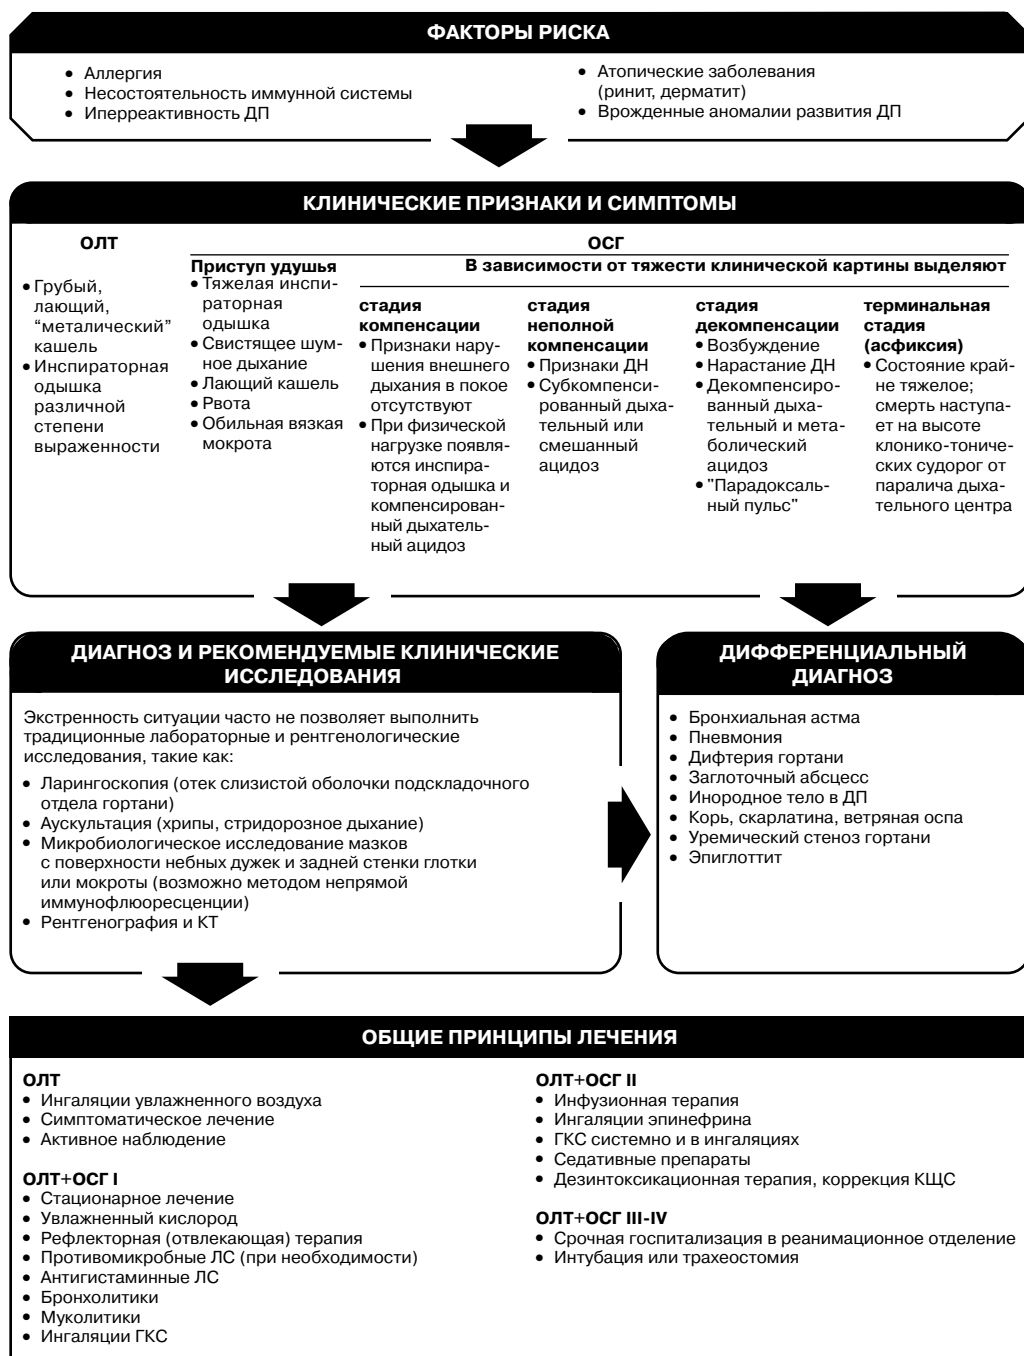 ФАКТОРЫ РИСКА
• Аллергия
• Несостоятельность иммунной системы
• Иперреактивность ДП
• Атопические заболевания
(ринит, дерматит)
• Врожденные аномалии развития ДП
КЛИНИЧЕСКИЕ ПРИЗНАКИ И СИМПТОМЫ
ОЛТ
• Грубый,
лающий,
“металический”
кашель
• Инспираторная
одышка
различной
степени
выраженности
ОСГ
Приступ удушья
• Тяжелая инспи-
раторная
одышка
• Свистящее шум-
ное дыхание
• Лающий кашель
• Рвота
• Обильная вязкая
мокрота
В зависимости от тяжести клинической картины выделяют
стадия
компенсации
• Признаки нару-
шения внешнего
дыхания в покое
отсутствуют
• При физической
нагрузке появля-
ются инспира-
торная одышка и
компенсирован-
ный дыхатель-
ный ацидоз
стадия
неполной
компенсации
• Признаки ДН
• Субкомпенси-
рованный дыха-
тельный или
смешанный
ацидоз
стадия
декомпенсации
• Возбуждение
• Нарастание ДН
• Декомпенсиро-
ванный дыха-
тельный и мета-
болический
ацидоз
• "Парадоксаль-
ный пульс"
терминальная
стадия
(асфиксия)
• Состояние край-
не тяжелое;
смерть наступа-
ет на высоте
клонико-тониче-
ских судорог от
паралича дыха-
тельного центра
ДИАГНОЗ И РЕКОМЕНДУЕМЫЕ КЛИНИЧЕСКИЕ
ИССЛЕДОВАНИЯ
Экстренность ситуации часто не позволяет выполнить
традиционные лабораторные и рентгенологические
исследования, такие как:
• Ларингоскопия (отек слизистой оболочки подскладочного
отдела гортани)
• Аускультация (хрипы, стридорозное дыхание)
• Микробиологическое исследование мазков
с поверхности небных дужек и задней стенки глотки
или мокроты (возможно методом непрямой
иммунофлюоресценции)
• Рентгенография и КТ
ДИФФЕРЕНЦИАЛЬНЫЙ
ДИАГНОЗ
• Бронхиальная астма
• Пневмония
• Дифтерия гортани
• Заглоточный абсцесс
• Инородное тело в ДП
• Корь, скарлатина, ветряная оспа
• Уремический стеноз гортани
• Эпиглоттит
ОБЩИЕ ПРИНЦИПЫ ЛЕЧЕНИЯ
ОЛТ
• Ингаляции увлажненного воздуха
• Симптоматическое лечение
• Активное наблюдение
ОЛТ+ОСГ I
• Стационарное лечение
• Увлажненный кислород
• Рефлекторная (отвлекающая) терапия
• Противомикробные ЛС (при необходимости)
• Антигистаминные ЛС
• Бронхолитики
• Муколитики
• Ингаляции ГКС
ОЛТ+ОСГ II
• Инфузионная терапия
• Ингаляции эпинефрина
• ГКС системно и в ингаляциях
• Седативные препараты
• Дезинтоксикационная терапия, коррекция КЩС
ОЛТ+ОСГ III-IV
• Срочная госпитализация в реанимационное отделение
• Интубация или трахеостомия